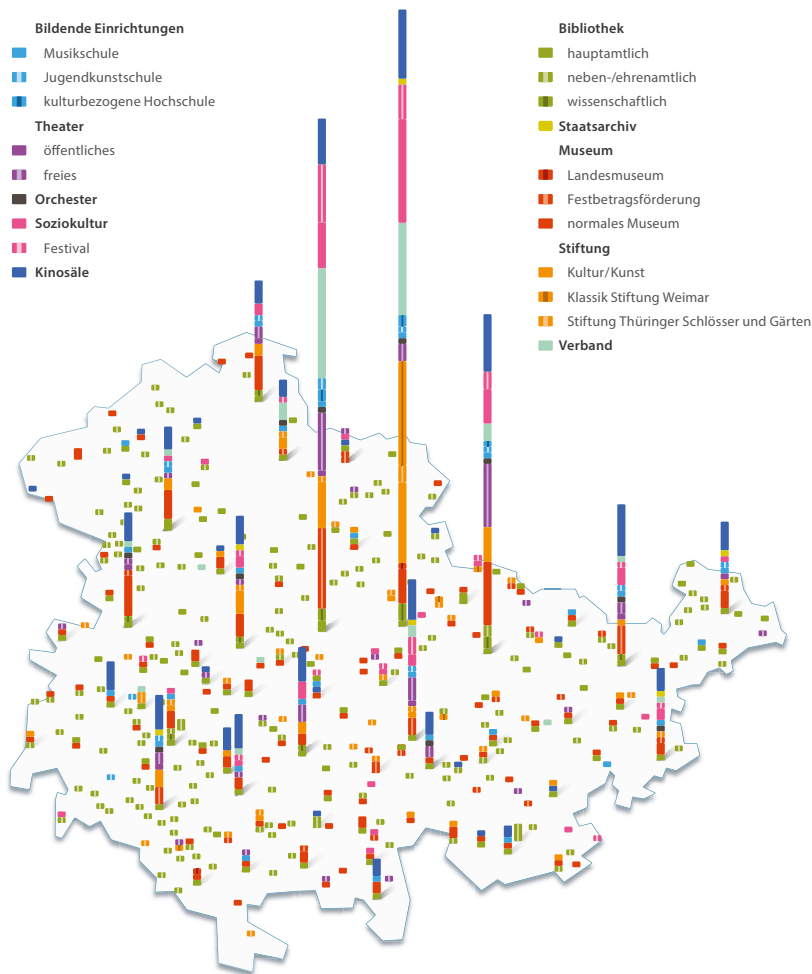 Bildende Einrichtungen
Musikschule
Jugendkunstschule
kulturbezogene Hochschule
Theater
öffentliches
freies
Orchester
Soziokultur
Festival
Kinosäle
Bibliothek
hauptamtlich
neben-/ehrenamtlich
wissenschaftlich
Staatsarchiv
Museum
Landesmuseum
Festbetragsförderung
normales Museum
Stiftung
Kultur/Kunst
Klassik Stiftung Weimar
Stiftung Thüringer Schlösser und Gärten
Verband